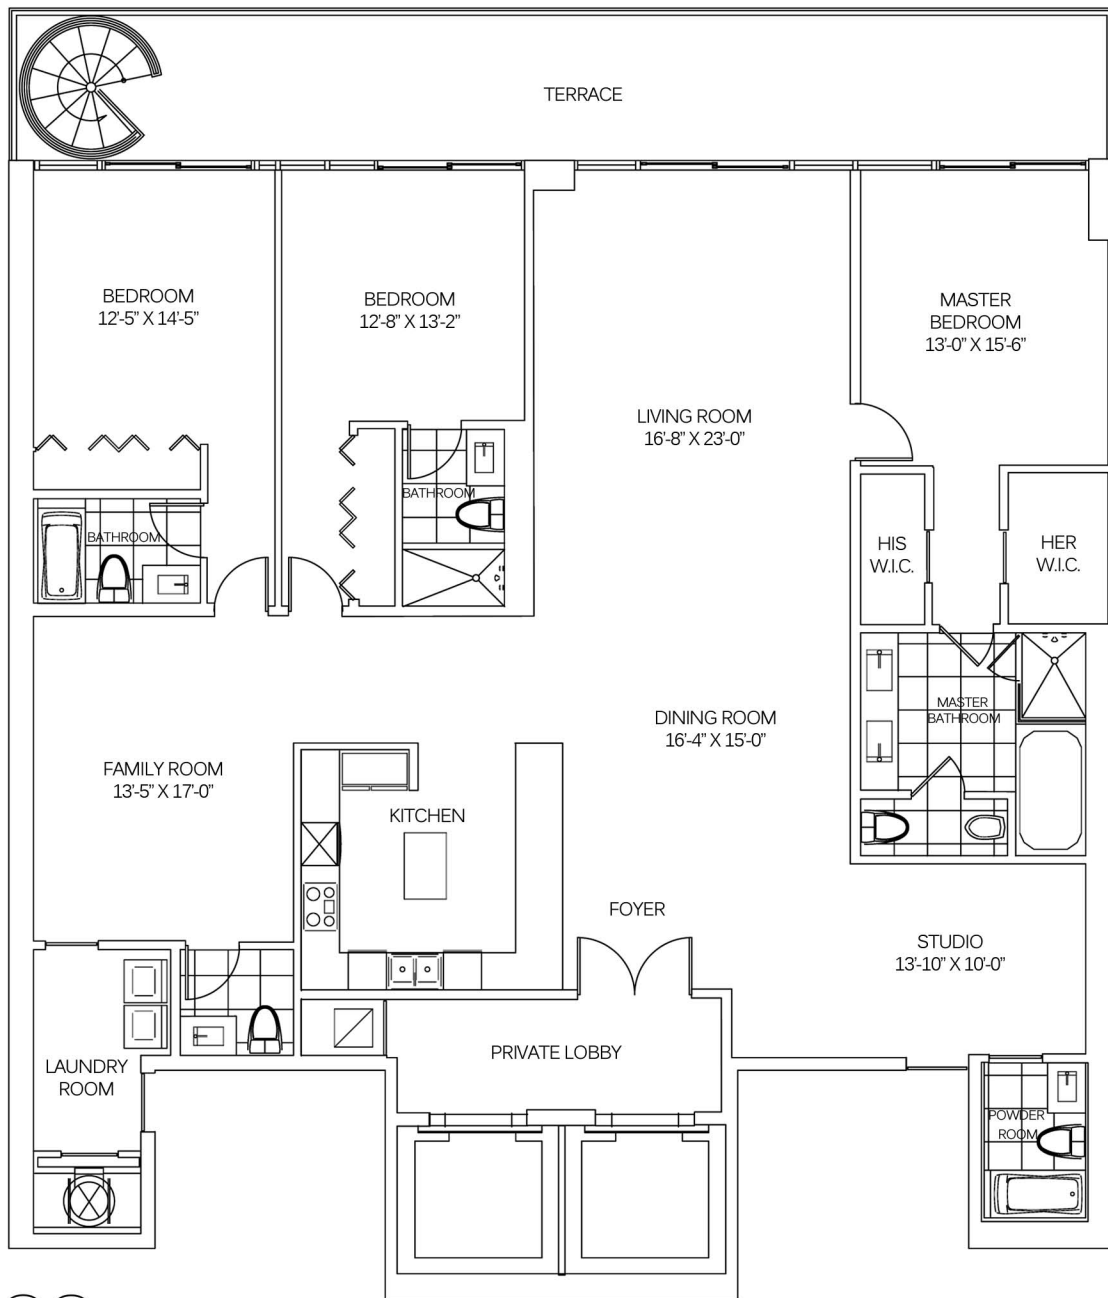 TERRACE
BEDROOM
12'-5” X 14'-5”
BEDROOM
12'-8” X 13'-2”
MASTER
BEDROOM
13'-0” X 15'-6”
LIVING ROOM
16'-8” X 23'-0”
BATHROOM
BATHROOM
HIS
W.I.C.
HER
W.I.C.
MASTER
BATHROOM
DINING ROOM
16'-4” X 15'-0”
FAMILY ROOM
13'-5” X 17'-0”
KITCHEN
FOYER
STUDIO
13'-10” X 10'-0”
PRIVATE LOBBY
LAUNDRY
ROOM
POWDER
ROOM